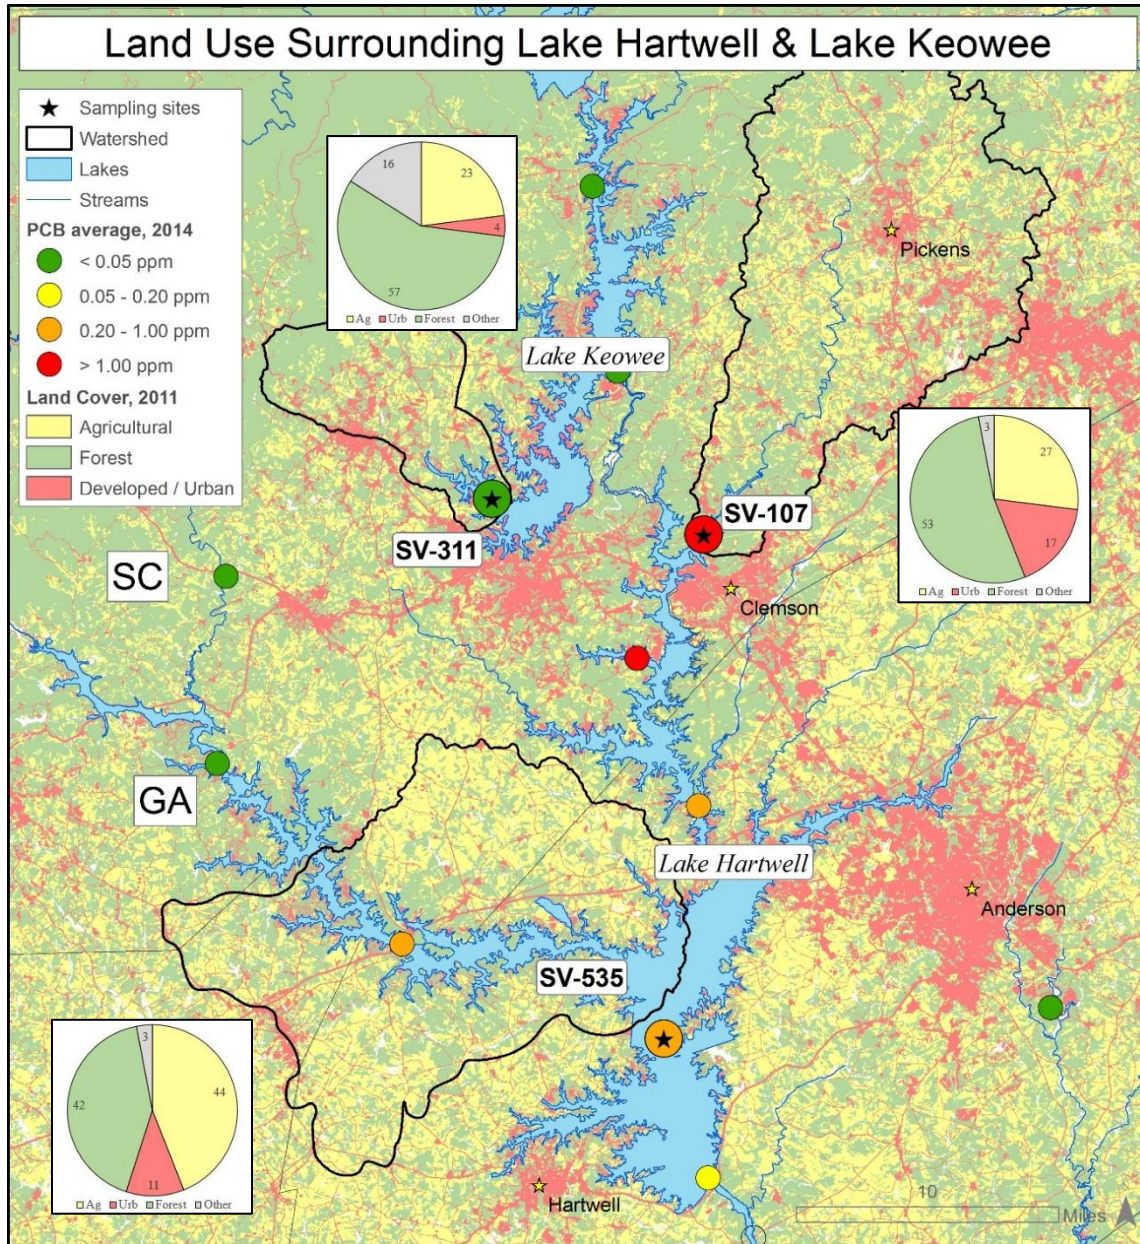 Land Use Surrounding Lake Hartwell & Lake Keowee
Sampling sites
Watershed
Lakes
Streams
PCB average, 2014
< 0.05 ppm
0.05 - 0.20 ppm
0.20 - 1.00 ppm
> 1.00 ppm
Land Cover, 2011
Agricultural
Forest
Developed / Urban
16
23
4
57
Ag Urb Forest Other
Pickens
Lake Keowee
3
27
53
17
Ag Urb Forest Other
SV-107
SV-311
SC
Clemson
GA
Lake Hartwell
Anderson
SV-535
3
44
42
11
Ag Urb Forest Other
Hartwell
10
Miles